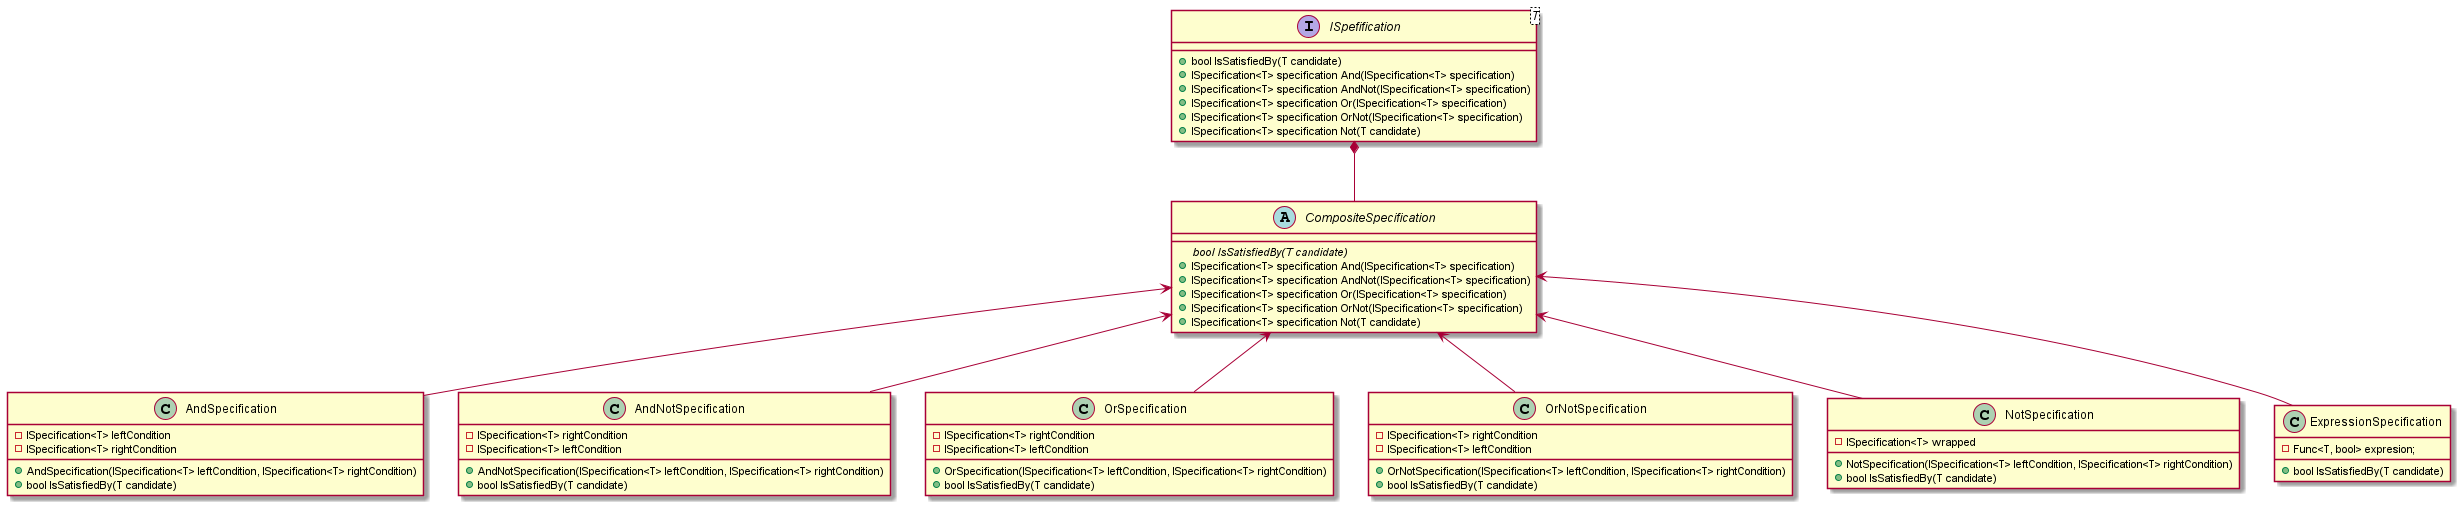 T
I ISpefification
bool IsSatisfiedBy(T candidate)
ISpecification<T> specification And(ISpecification<T> specification)
ISpecification<T> specification AndNot(ISpecification<T> specification)
ISpecification<T> specification Or(ISpecification<T> specification)
ISpecification<T> specification OrNot(ISpecification<T> specification)
ISpecification<T> specification Not(T candidate)
A CompositeSpecification
bool IsSatisfiedBy(T candidate)
ISpecification<T> specification And(ISpecification<T> specification)
ISpecification<T> specification AndNot(ISpecification<T> specification)
ISpecification<T> specification Or(ISpecification<T> specification)
ISpecification<T> specification OrNot(ISpecification<T> specification)
ISpecification<T> specification Not(T candidate)
C AndSpecification
ISpecification<T> leftCondition
ISpecification<T> rightCondition
AndSpecification(ISpecification<T> leftCondition, ISpecification<T> rightCondition)
bool IsSatisfiedBy(T candidate)
C AndNotSpecification
ISpecification<T> rightCondition
ISpecification<T> leftCondition
AndNotSpecification(ISpecification<T> leftCondition, ISpecification<T> rightCondition)
bool IsSatisfiedBy(T candidate)
C OrSpecification
ISpecification<T> rightCondition
ISpecification<T> leftCondition
OrSpecification(ISpecification<T> leftCondition, ISpecification<T> rightCondition)
bool IsSatisfiedBy(T candidate)
C OrNotSpecification
ISpecification<T> rightCondition
ISpecification<T> leftCondition
OrNotSpecification(ISpecification<T> leftCondition, ISpecification<T> rightCondition)
bool IsSatisfiedBy(T candidate)
C NotSpecification
ISpecification<T> wrapped
NotSpecification(ISpecification<T> leftCondition, ISpecification<T> rightCondition)
bool IsSatisfiedBy(T candidate)
C ExpressionSpecification
Func<T, bool> expresion;
bool IsSatisfiedBy(T candidate)